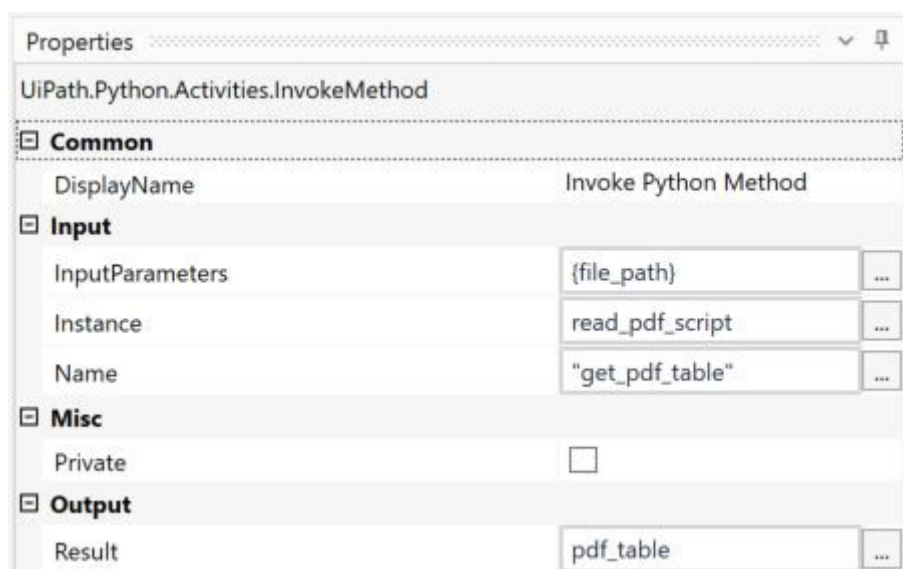 Properties
UiPath.Python.Activities.InvokeMethod
Common
DisplayName Invoke Python Method
Input
InputParameters {file_path} ...
Instance read_pdf_script ...
Name "get_pdf_table" ...
Misc
Private
Output
Result pdf_table ...